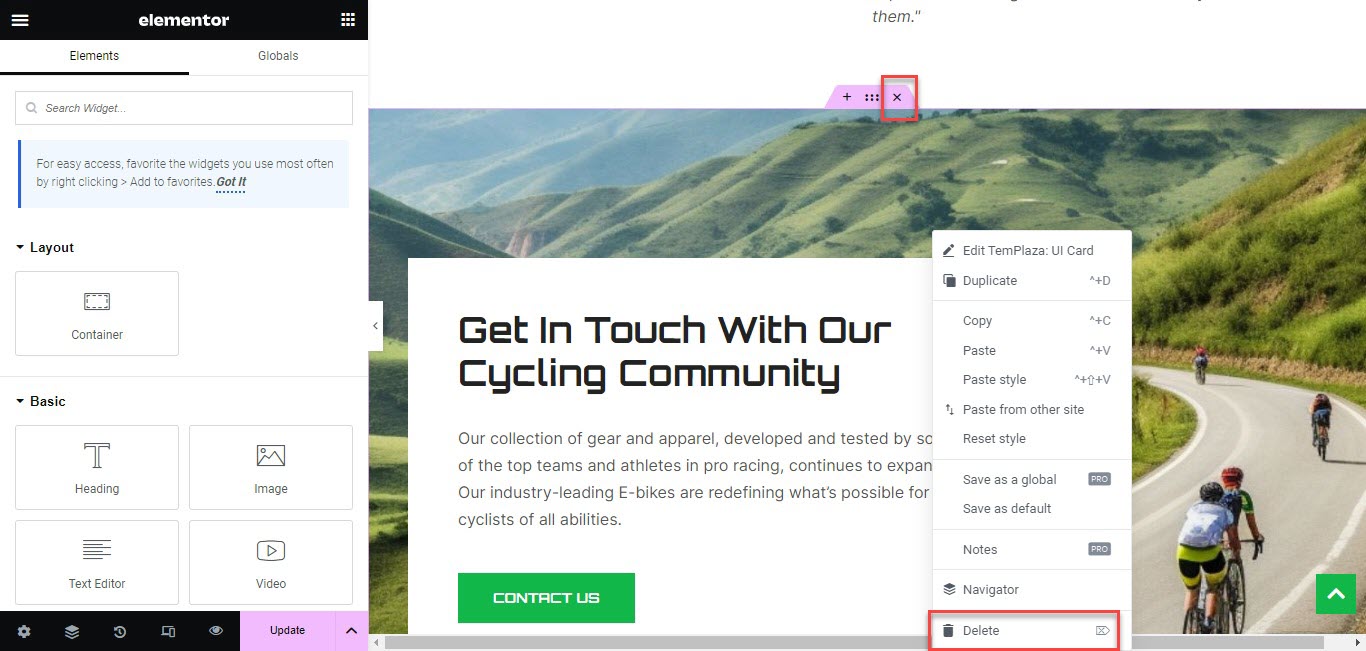 elementor
Elements
Globals
Search Widget...
For easy access, favorite the widgets you use most often
by right clicking > Add to favorites. Got It
Layout
Container
Basic
Heading
Image
Text Editor
Video
Update
them."
Get In Touch With Our
Cycling Community
Our collection of gear and apparel, developed and tested by so
of the top teams and athletes in pro racing, continues to expan
Our industry-leading E-bikes are redefining what's possible for
cyclists of all abilities.
CONTACT US
Edit TemPlaza: UI Card
Duplicate ^+D
Copy ^+C
Paste ^+V
Paste style ^+⇧+V
Paste from other site
Reset style
Save as a global PRO
Save as default
Notes PRO
Navigator
Delete ⌦